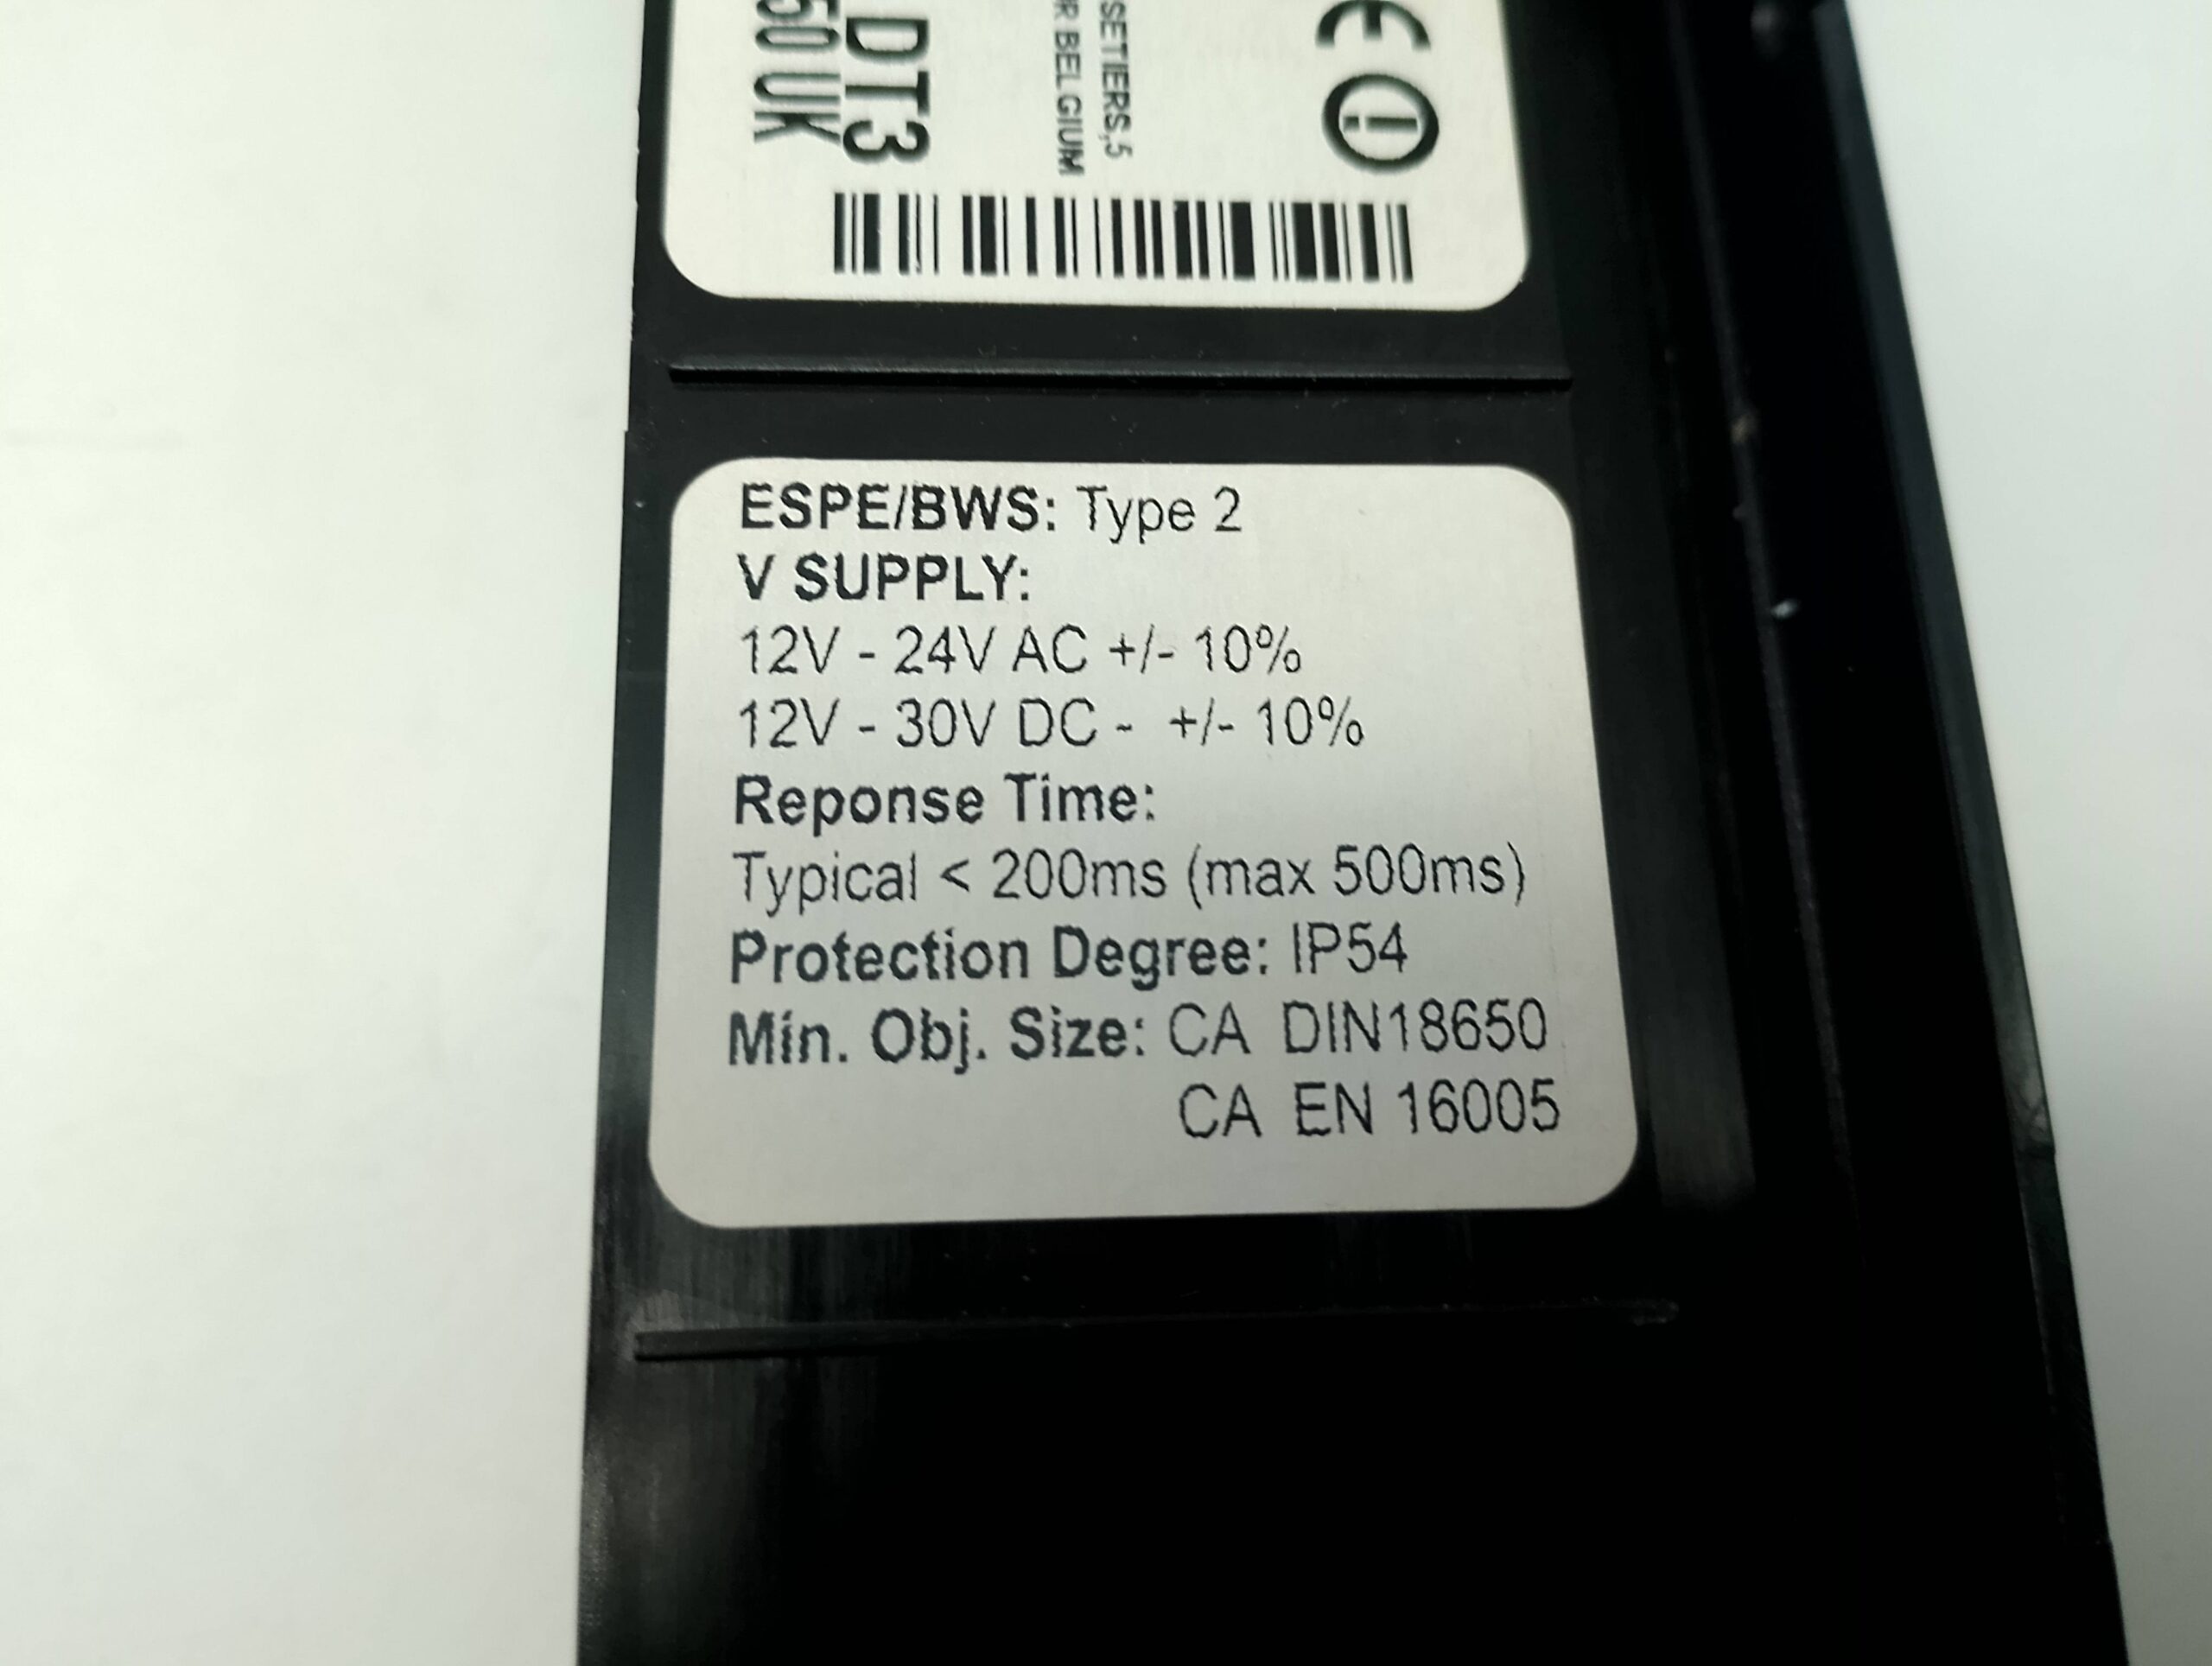 DT3
50 UK
SETIERS,5
R BELGIUM
CE
ESPE/BWS: Type 2
V SUPPLY:
12V - 24V AC +/- 10%
12V - 30V DC - +/- 10%
Reponse Time:
Typical < 200ms (max 500ms)
Protection Degree: IP54
Min. Obj. Size: CA DIN18650
CA EN 16005